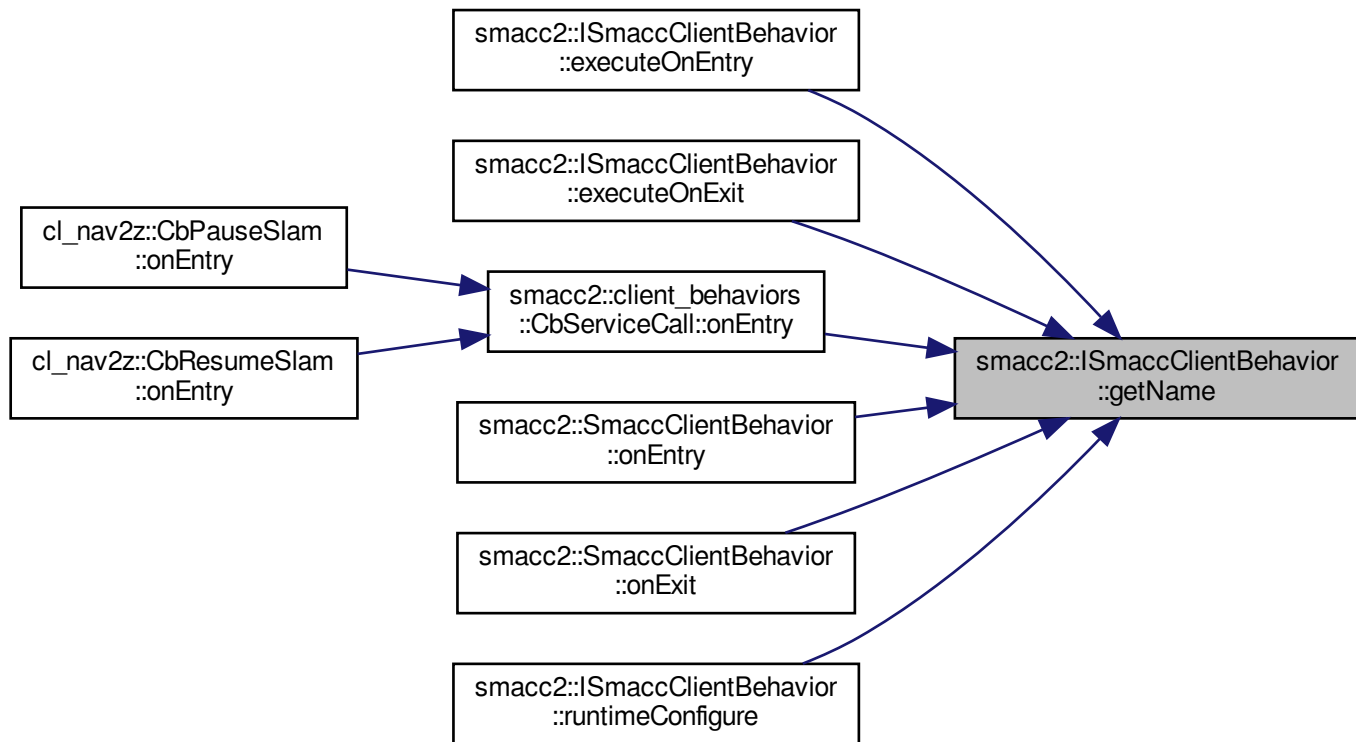 smacc2::ISmaccClientBehavior
::executeOnEntry
smacc2::ISmaccClientBehavior
::executeOnExit
cl_nav2z::CbPauseSlam
::onEntry
smacc2::client_behaviors
::CbServiceCall::onEntry
cl_nav2z::CbResumeSlam
::onEntry
smacc2::ISmaccClientBehavior
::getName
smacc2::SmaccClientBehavior
::onEntry
smacc2::SmaccClientBehavior
::onExit
smacc2::ISmaccClientBehavior
::runtimeConfigure